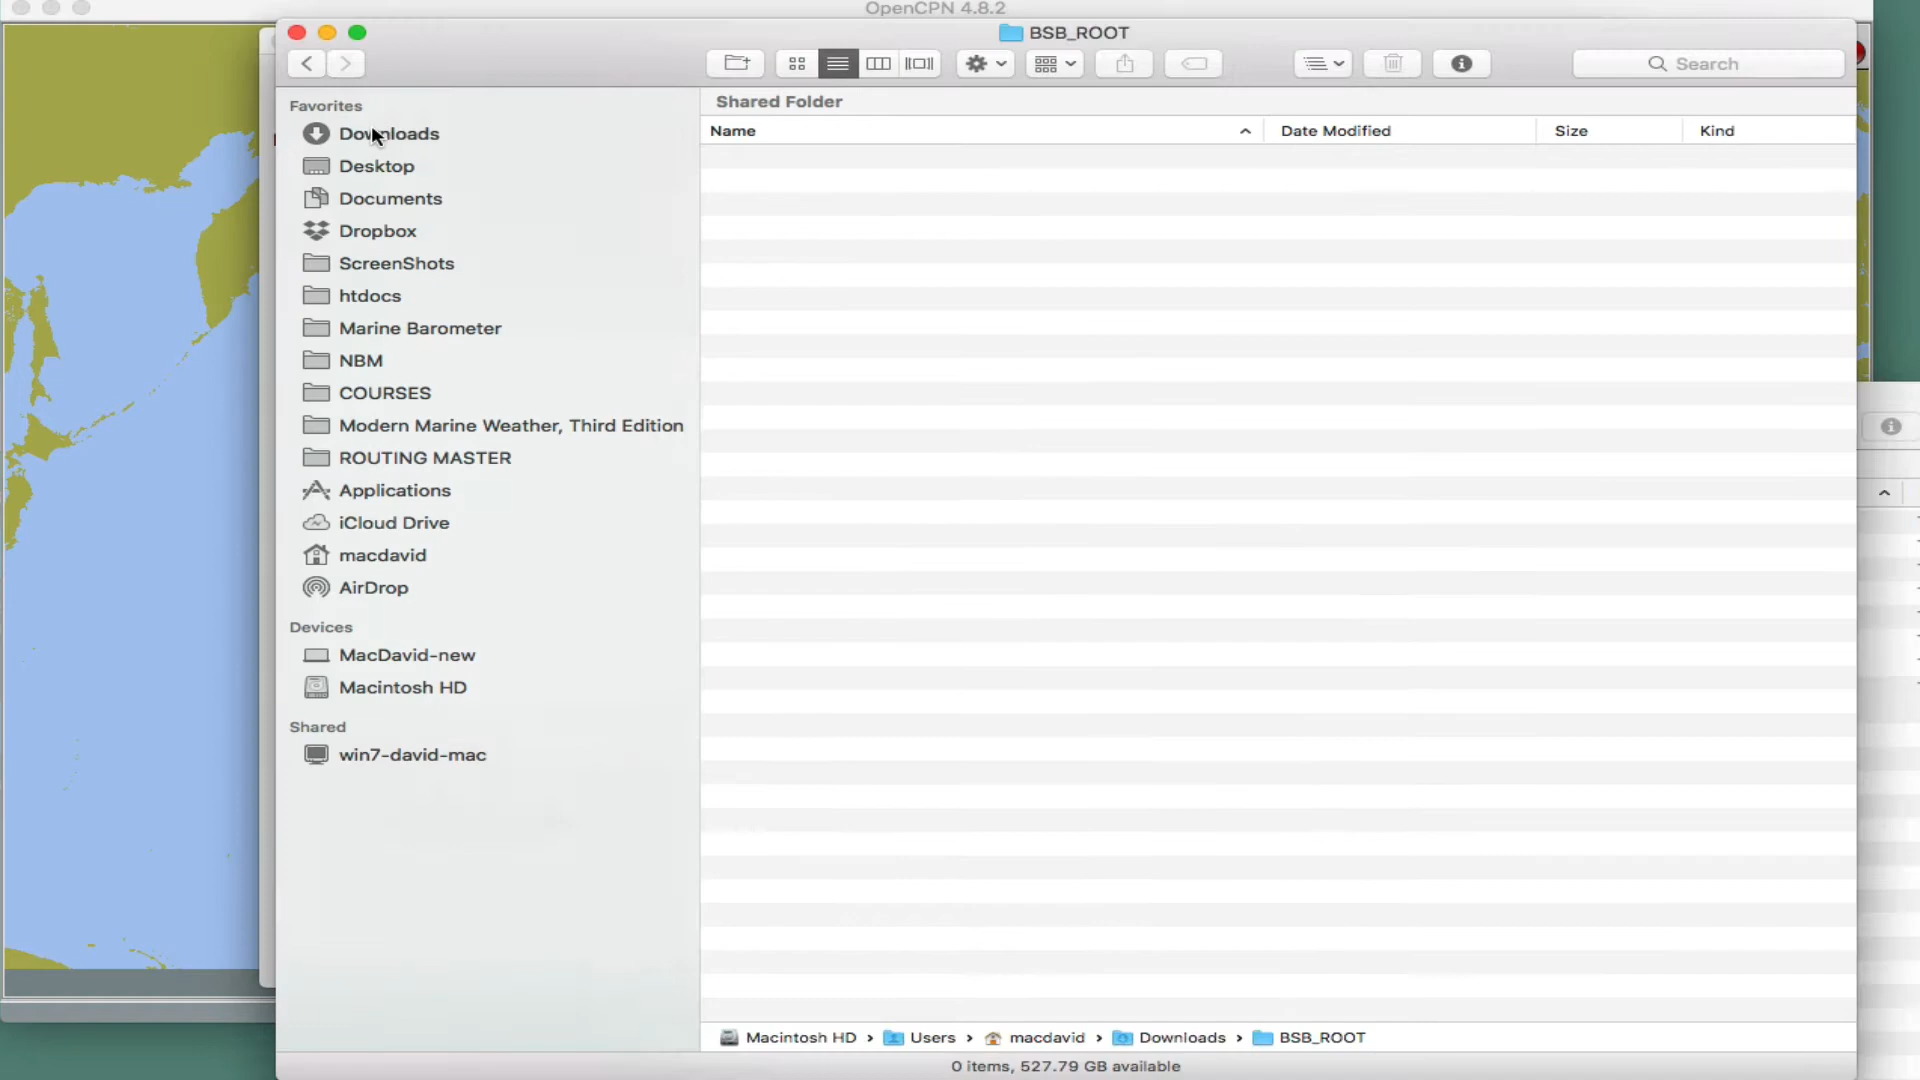 OpenCPN 4.8.2
BSB_ROOT
Search
Favorites
Downloads
Desktop
Documents
Dropbox
ScreenShots
htdocs
Marine Barometer
NBM
COURSES
Modern Marine Weather, Third Edition
ROUTING MASTER
Applications
iCloud Drive
macdavid
AirDrop
Devices
MacDavid-new
Macintosh HD
Shared
win7-david-mac
Shared Folder
Name Date Modified Size Kind
Macintosh HD › Users › macdavid › Downloads › BSB_ROOT
0 items, 527.79 GB available